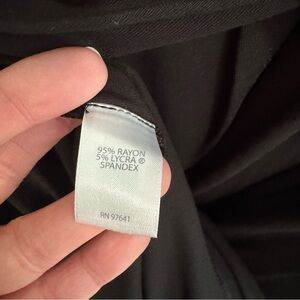 95% RAYON
5% LYCRA ®
SPANDEX
RN 97641